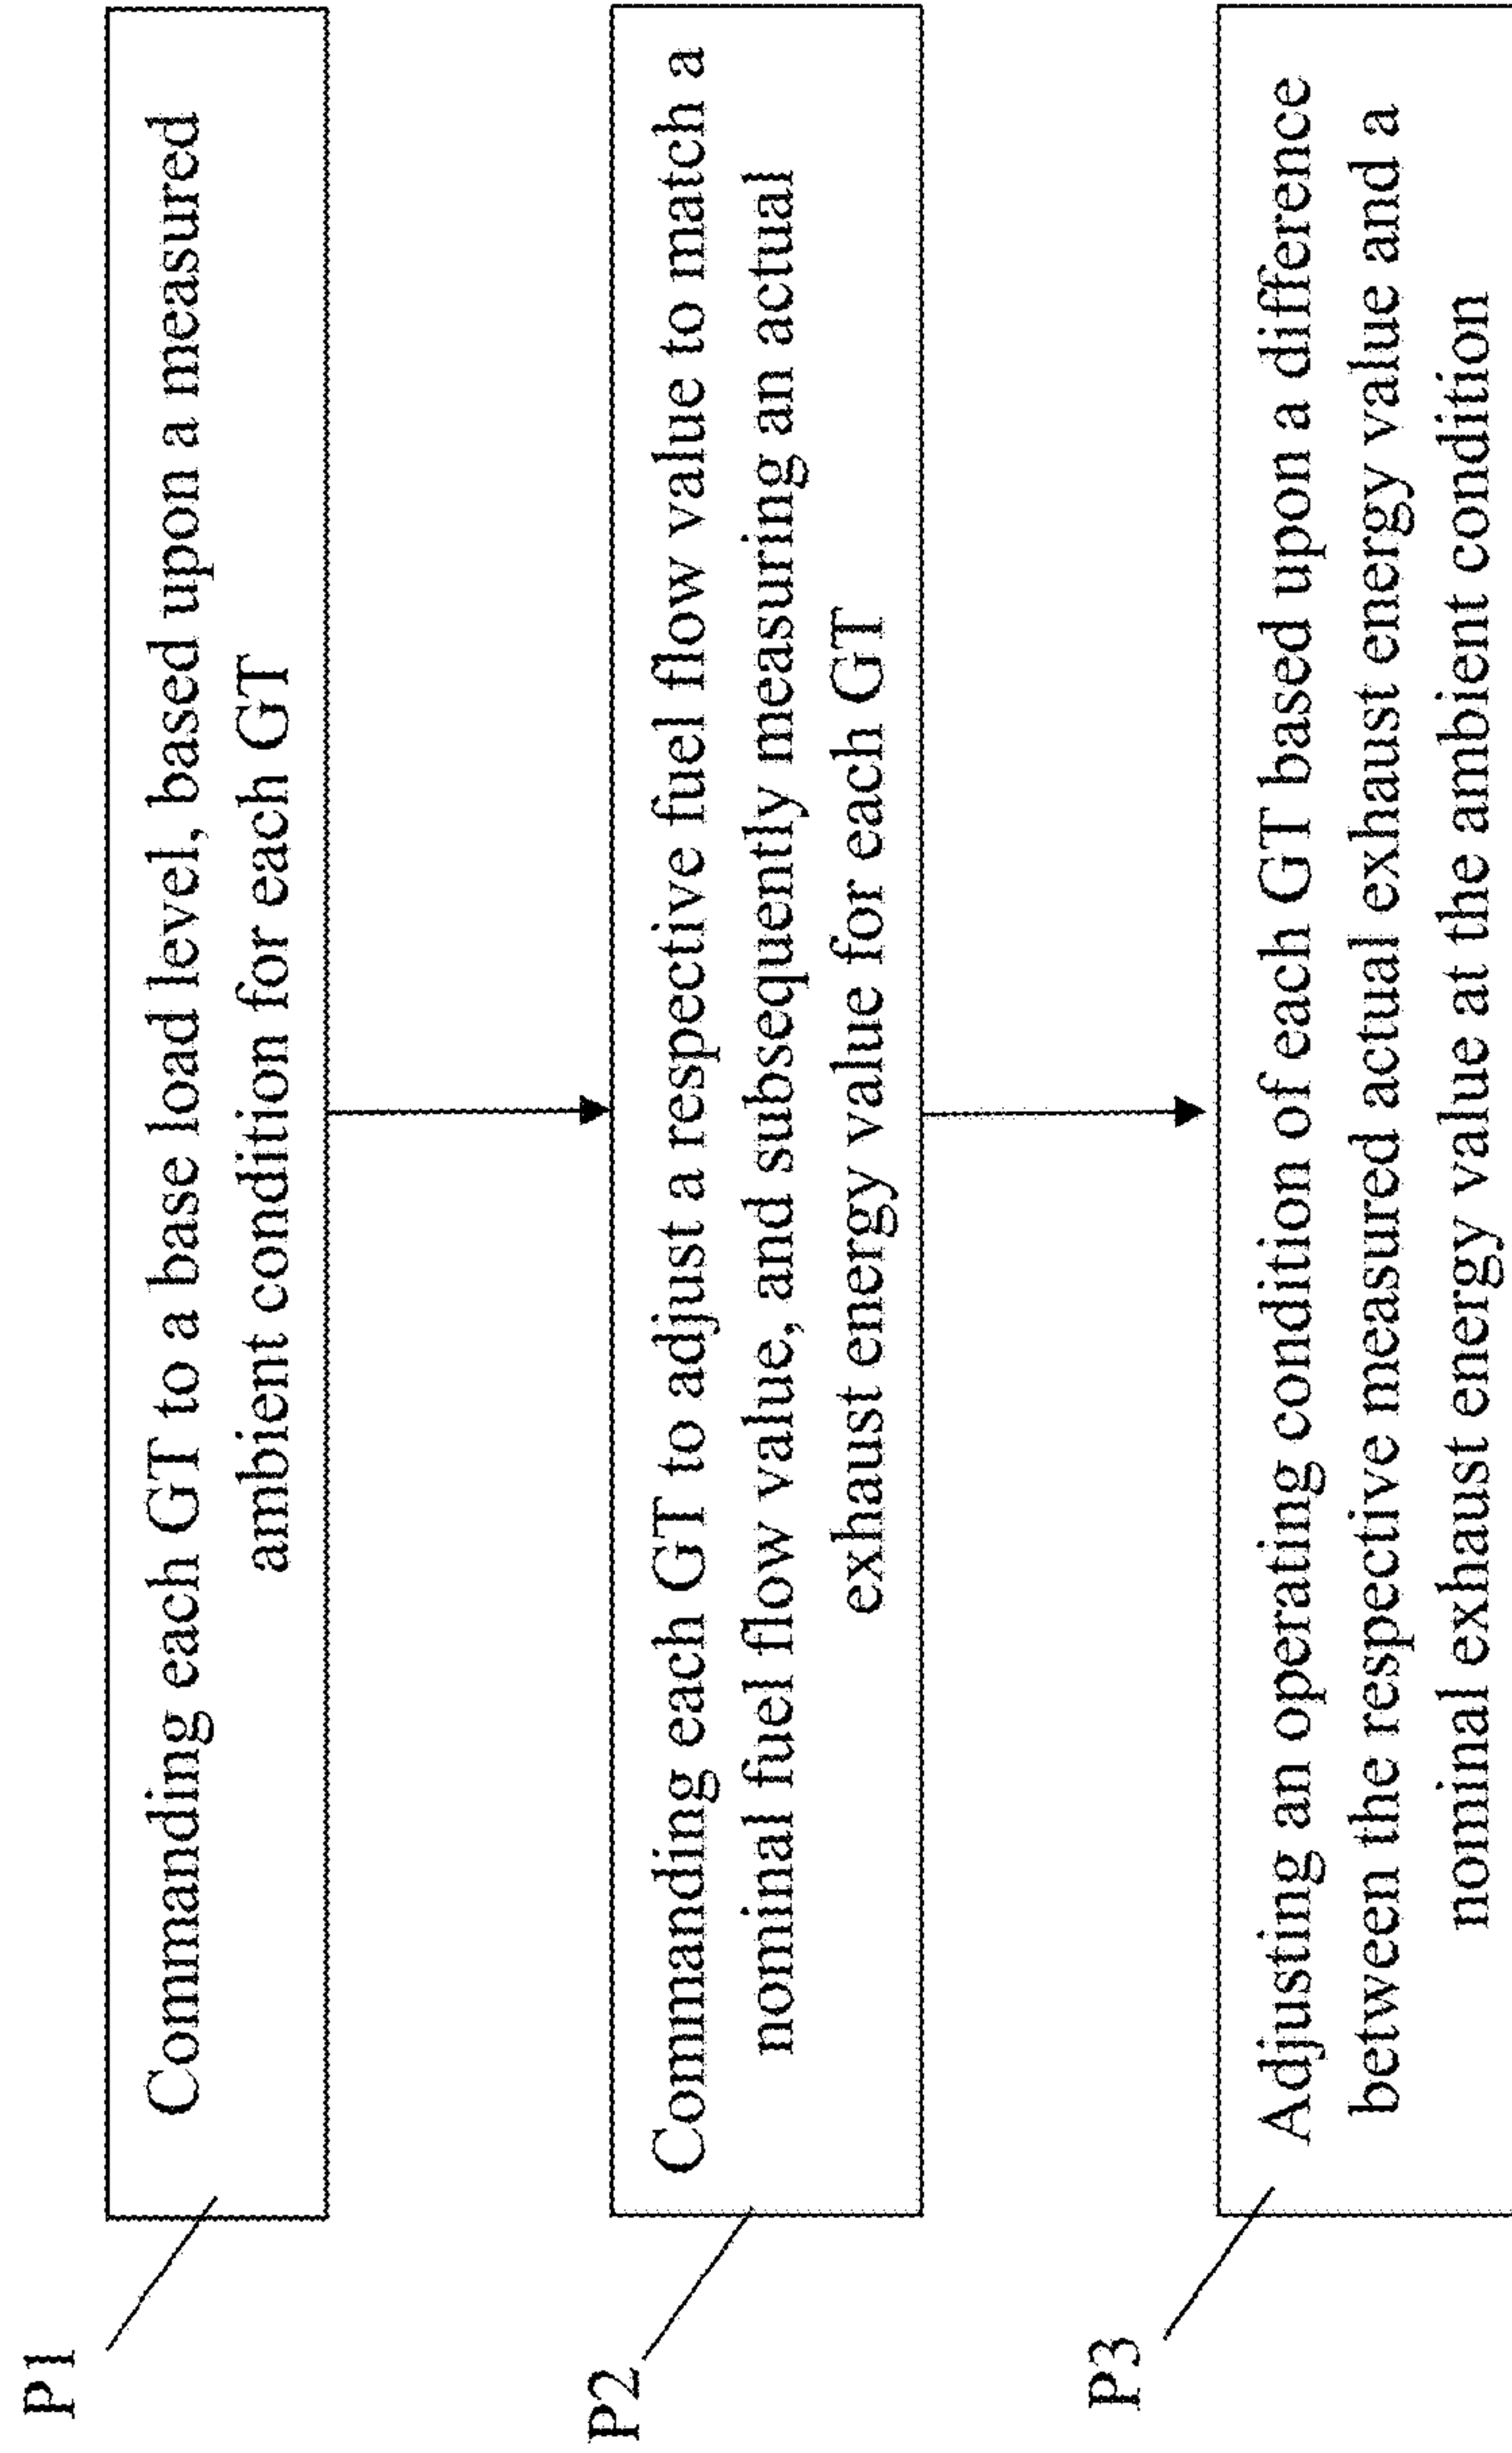 P1
Commanding each GT to a base load level, based upon a measured
ambient condition for each GT
P2
Commanding each GT to adjust a respective fuel flow value to match a
nominal fuel flow value, and subsequently measuring an actual
exhaust energy value for each GT
P3
Adjusting an operating condition of each GT based upon a difference
between the respective measured actual exhaust energy value and a
nominal exhaust energy value at the ambient condition